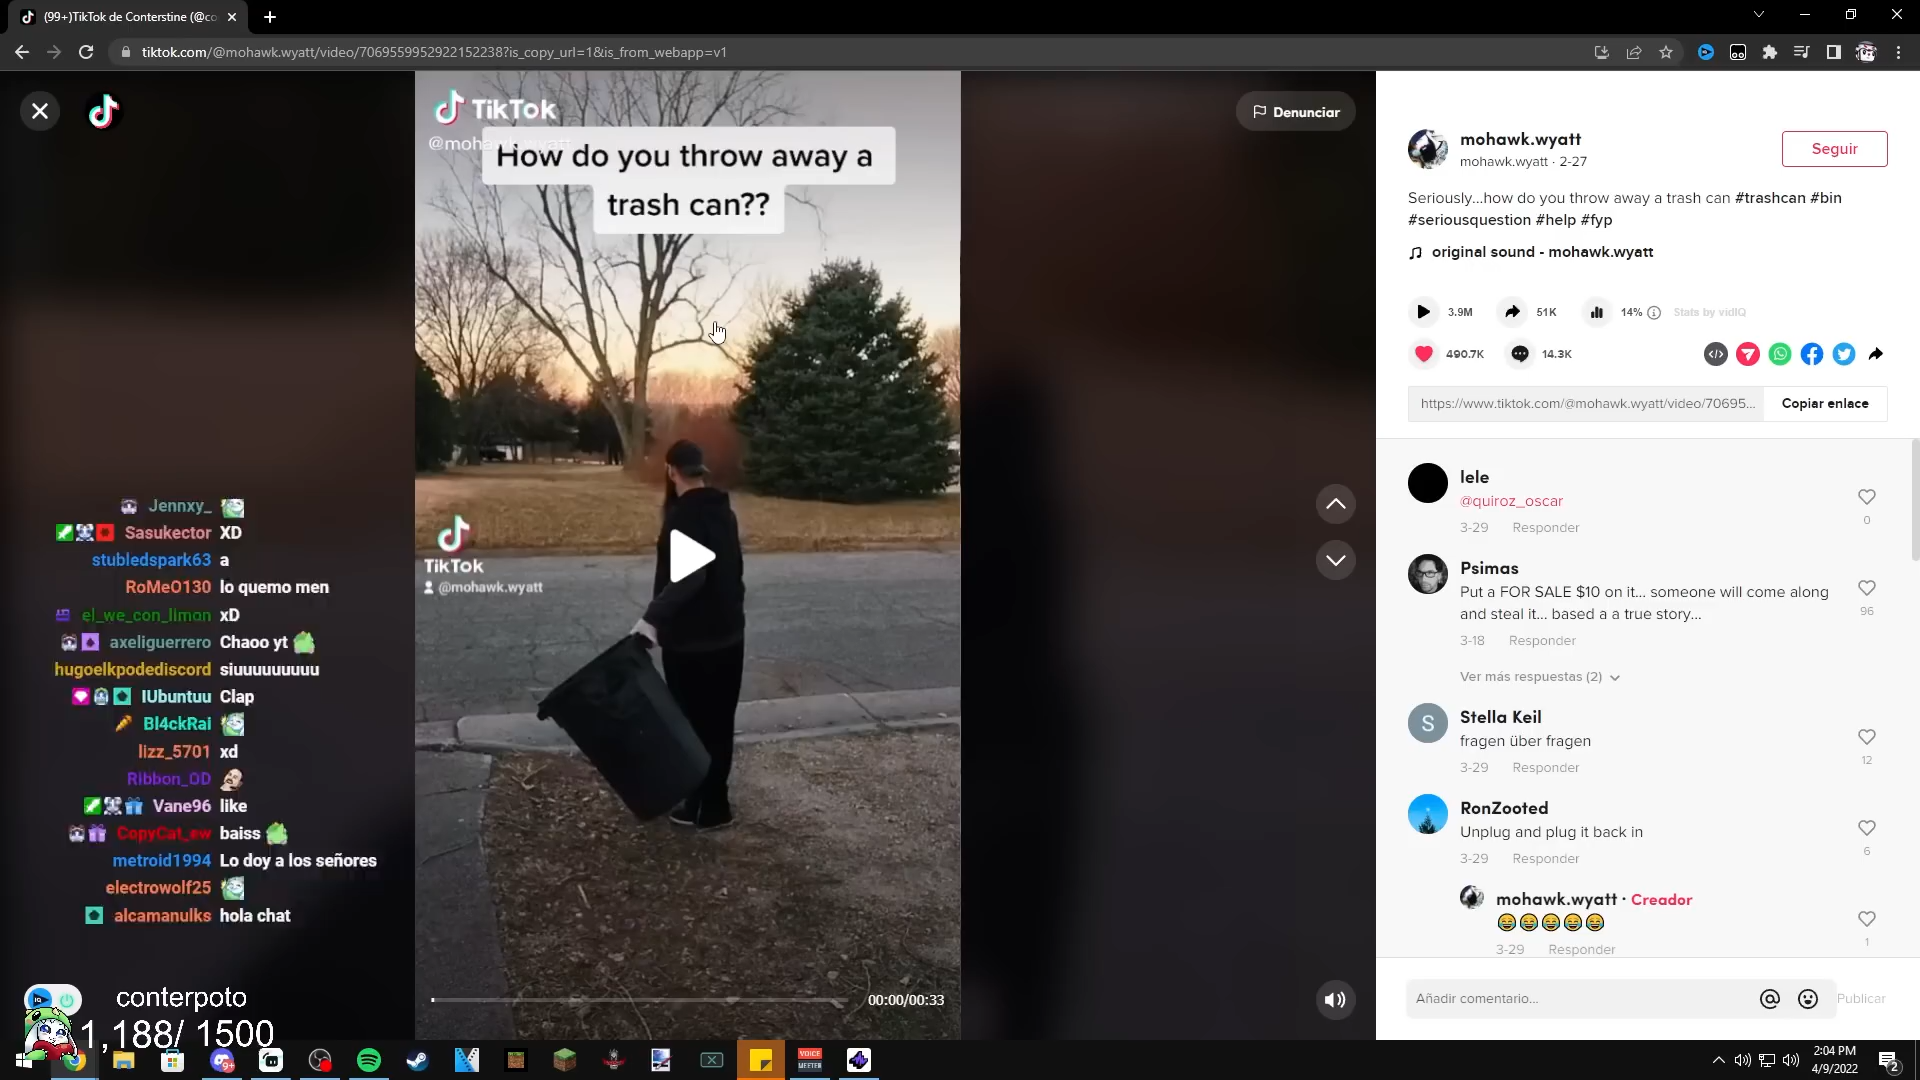 (99+)TikTok de Conterstine (@co
tiktok.com/@mohawk.wyatt/video/7069559952922152238?is_copy_url=1&is_from_webapp=v1
TikTok
@mohawk.wyatt
How do you throw away a
trash can??
Denunciar
TikTok
@mohawk.wyatt
00:00/00:33
Jennxy_
Sasukector XD
stubledspark63 a
RoMeO130 lo quemo men
el_we_con_limon xD
axeliguerrero Chaoo yt
hugoelkpodediscord siuuuuuuuuu
IUbuntuu Clap
Bl4ckRai
lizz_5701 xd
Ribbon_OD
Vane96 like
CopyCat_ew baiss
metroid1994 Lo doy a los señores
electrowolf25
alcamanulks hola chat
conterpoto
1,188/ 1500
mohawk.wyatt
mohawk.wyatt · 2-27
Seguir
Seriously...how do you throw away a trash can #trashcan #bin
#seriousquestion #help #fyp
original sound - mohawk.wyatt
3.9M 51K 14% Stats by vidIQ
490.7K 14.3K
https://www.tiktok.com/@mohawk.wyatt/video/70695... Copiar enlace
lele
@quiroz_oscar
3-29 Responder
0
Psimas
Put a FOR SALE $10 on it... someone will come along
and steal it... based a a true story...
96
3-18 Responder
Ver más respuestas (2)
Stella Keil
fragen über fragen
12
3-29 Responder
RonZooted
Unplug and plug it back in
6
3-29 Responder
mohawk.wyatt · Creador
1
3-29 Responder
Añadir comentario... Publicar
9+
VOICE
MEETER
2:04 PM
4/9/2022
2